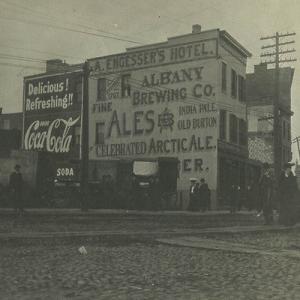 Delicious!
Refreshing!!
DRINK
Coca-Cola
SODA
A. ENGESSER'S HOTEL.
ALBANY
BREWING CO.
FINE
INDIA PALE
ALES
OLD BURTON
CELEBRATED ARCTIC ALE.
ER.